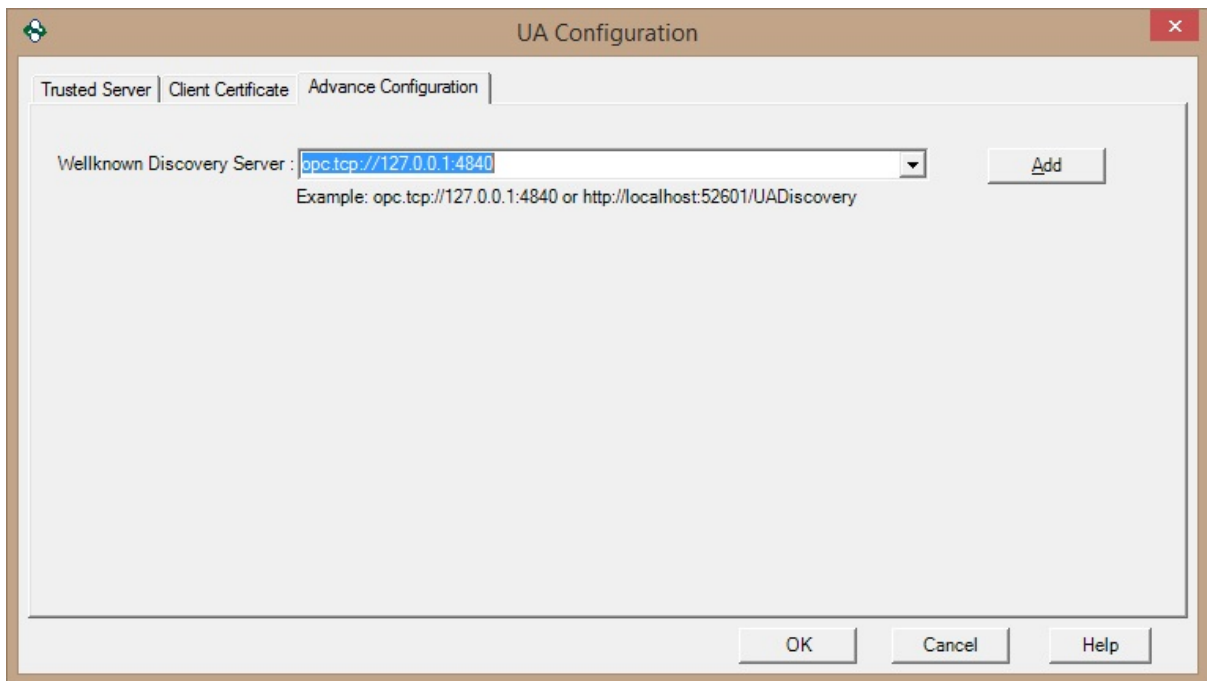 UA Configuration
Trusted Server Client Certificate Advance Configuration
Wellknown Discovery Server : opc.tcp://127.0.0.1:4840 Add
Example: opc.tcp://127.0.0.1:4840 or http://localhost:52601/UADiscovery
OK Cancel Help